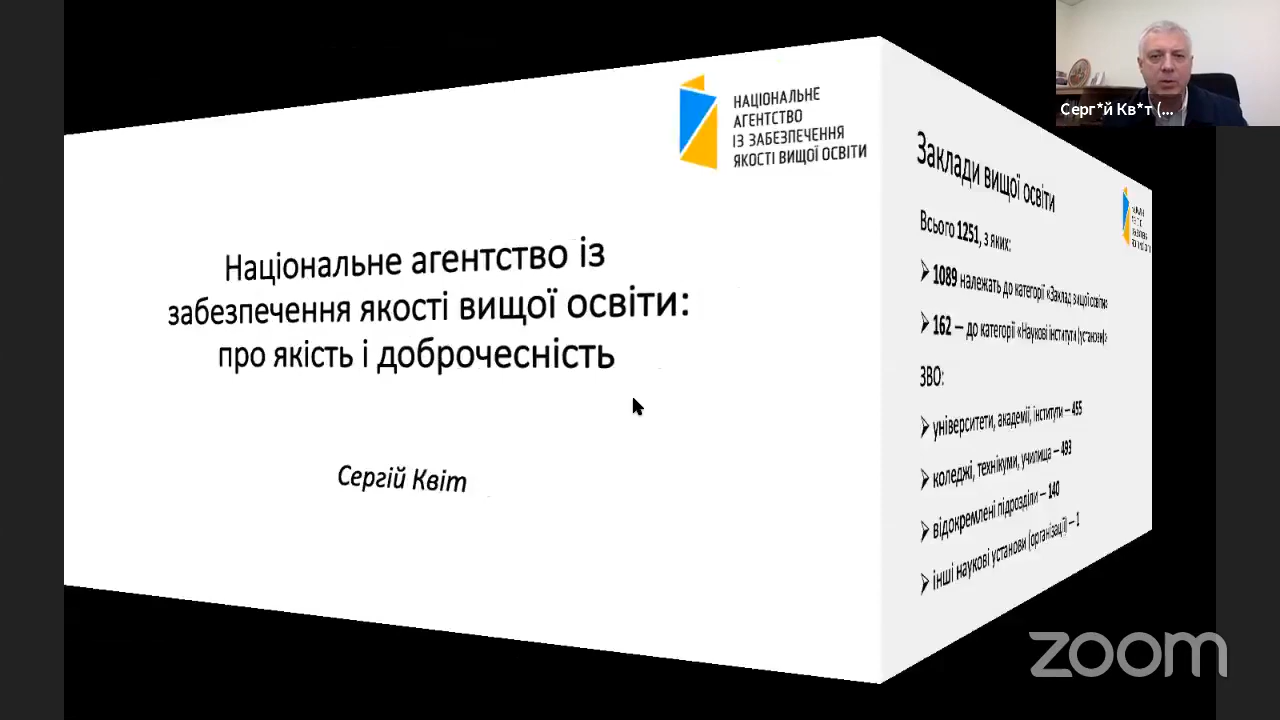 НАЦІОНАЛЬНЕ
АГЕНТСТВО
ІЗ ЗАБЕЗПЕЧЕННЯ
ЯКОСТІ ВИЩОЇ ОСВІТИ
Національне агентство із
забезпечення якості вищої освіти:
про якість і доброчесність
Сергій Квіт
Заклади вищої освіти
Всього 1251, з яких:
➢ 1089 належать до категорії «Заклад вищої освіти»
➢ 162 — до категорії «Наукові інститути (установи)»
ЗВО:
➢ університети, академії, інститути — 455
➢ коледжі, технікуми, училища — 493
➢ відокремлені підрозділи — 140
➢ інші наукові установи (організації) — 1
Серг*й Кв*т (...
zoom